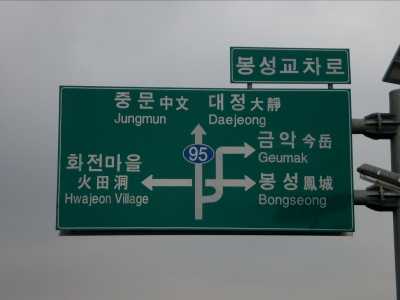 봉성교차로
중문 中文 대정 大靜
Jungmun Daejeong
95
금악 今岳
Geumak
화전마을
火田洞
Hwajeon Village
봉성 鳳城
Bongseong